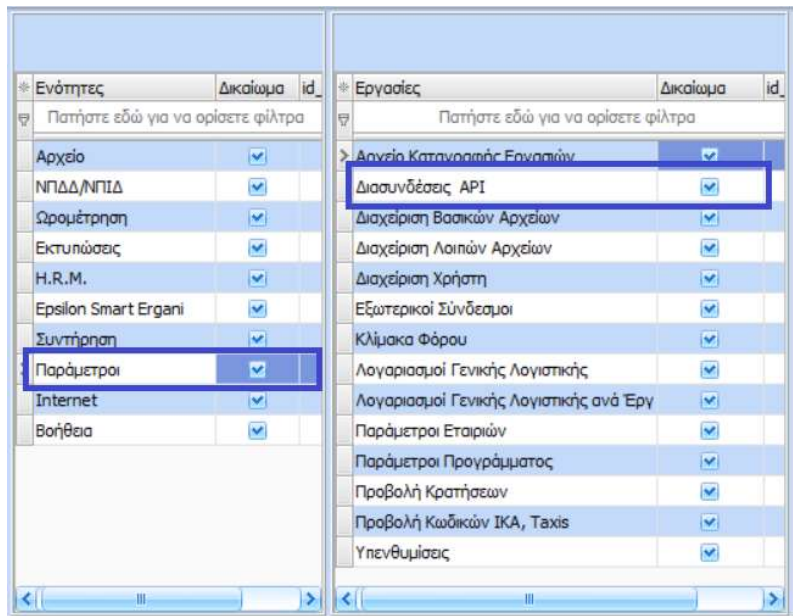 Ενότητες Δικαίωμα id_
Πατήστε εδώ για να ορίσετε φίλτρα
Αρχείο
ΝΠΔΔ/ΝΠΙΔ
Ωρομέτρηση
Εκτυπώσεις
H.R.M.
Epsilon Smart Ergani
Συντήρηση
Παράμετροι
Internet
Βοήθεια
Εργασίες Δικαίωμα id_
Πατήστε εδώ για να ορίσετε φίλτρα
Αρχείο Καταγραφής Εργασιών
Διασυνδέσεις API
Διαχείριση Βασικών Αρχείων
Διαχείριση Λοιπών Αρχείων
Διαχείριση Χρήστη
Εξωτερικοί Σύνδεσμοι
Κλίμακα Φόρου
Λογαριασμοί Γενικής Λογιστικής
Λογαριασμοί Γενικής Λογιστικής ανά Έργ
Παράμετροι Εταιριών
Παράμετροι Προγράμματος
Προβολή Κρατήσεων
Προβολή Κωδικών ΙΚΑ, Taxis
Υπενθυμίσεις